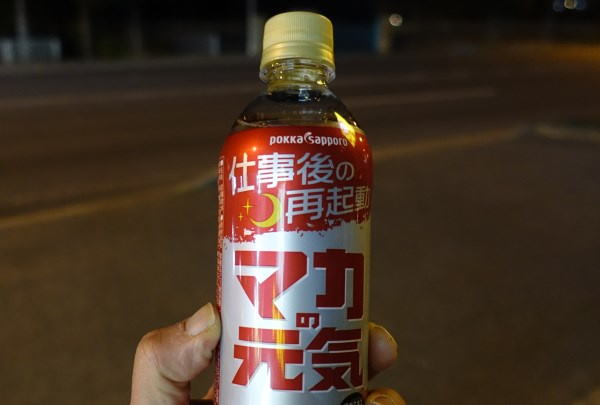 pokka sapporo
仕事後の
再起動
マカ
の
元気